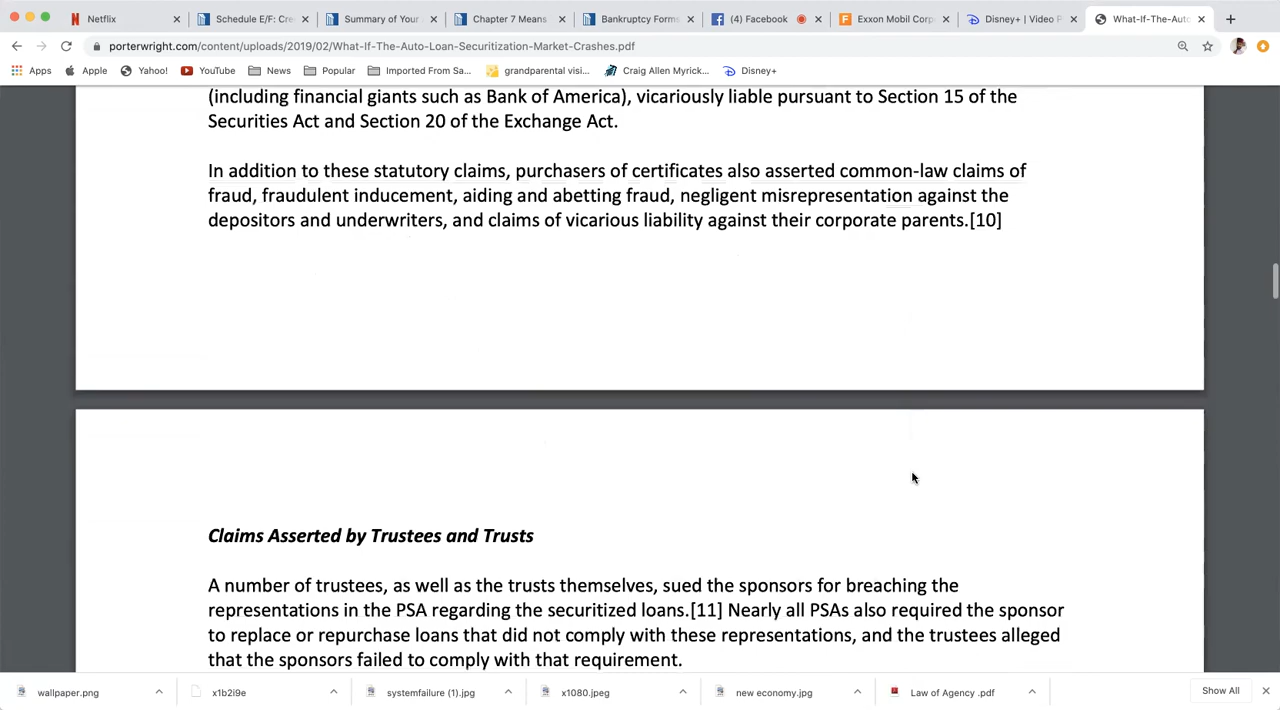 Netflix
Schedule E/F: Cre
Summary of Your
Chapter 7 Means
Bankruptcy Forms
(4) Facebook
Exxon Mobil Corp
Disney+ | Video P
What-If-The-Auto
porterwright.com/content/uploads/2019/02/What-If-The-Auto-Loan-Securitization-Market-Crashes.pdf
Apps
Apple
Yahoo!
YouTube
News
Popular
Imported From Sa...
grandparental visi...
Craig Allen Myrick...
Disney+
(including financial giants such as Bank of America), vicariously liable pursuant to Section 15 of the
Securities Act and Section 20 of the Exchange Act.
In addition to these statutory claims, purchasers of certificates also asserted common-law claims of
fraud, fraudulent inducement, aiding and abetting fraud, negligent misrepresentation against the
depositors and underwriters, and claims of vicarious liability against their corporate parents.[10]
Claims Asserted by Trustees and Trusts
A number of trustees, as well as the trusts themselves, sued the sponsors for breaching the
representations in the PSA regarding the securitized loans.[11] Nearly all PSAs also required the sponsor
to replace or repurchase loans that did not comply with these representations, and the trustees alleged
that the sponsors failed to comply with that requirement.
wallpaper.png
x1b2i9e
systemfailure (1).jpg
x1080.jpeg
new economy.jpg
Law of Agency .pdf
Show All